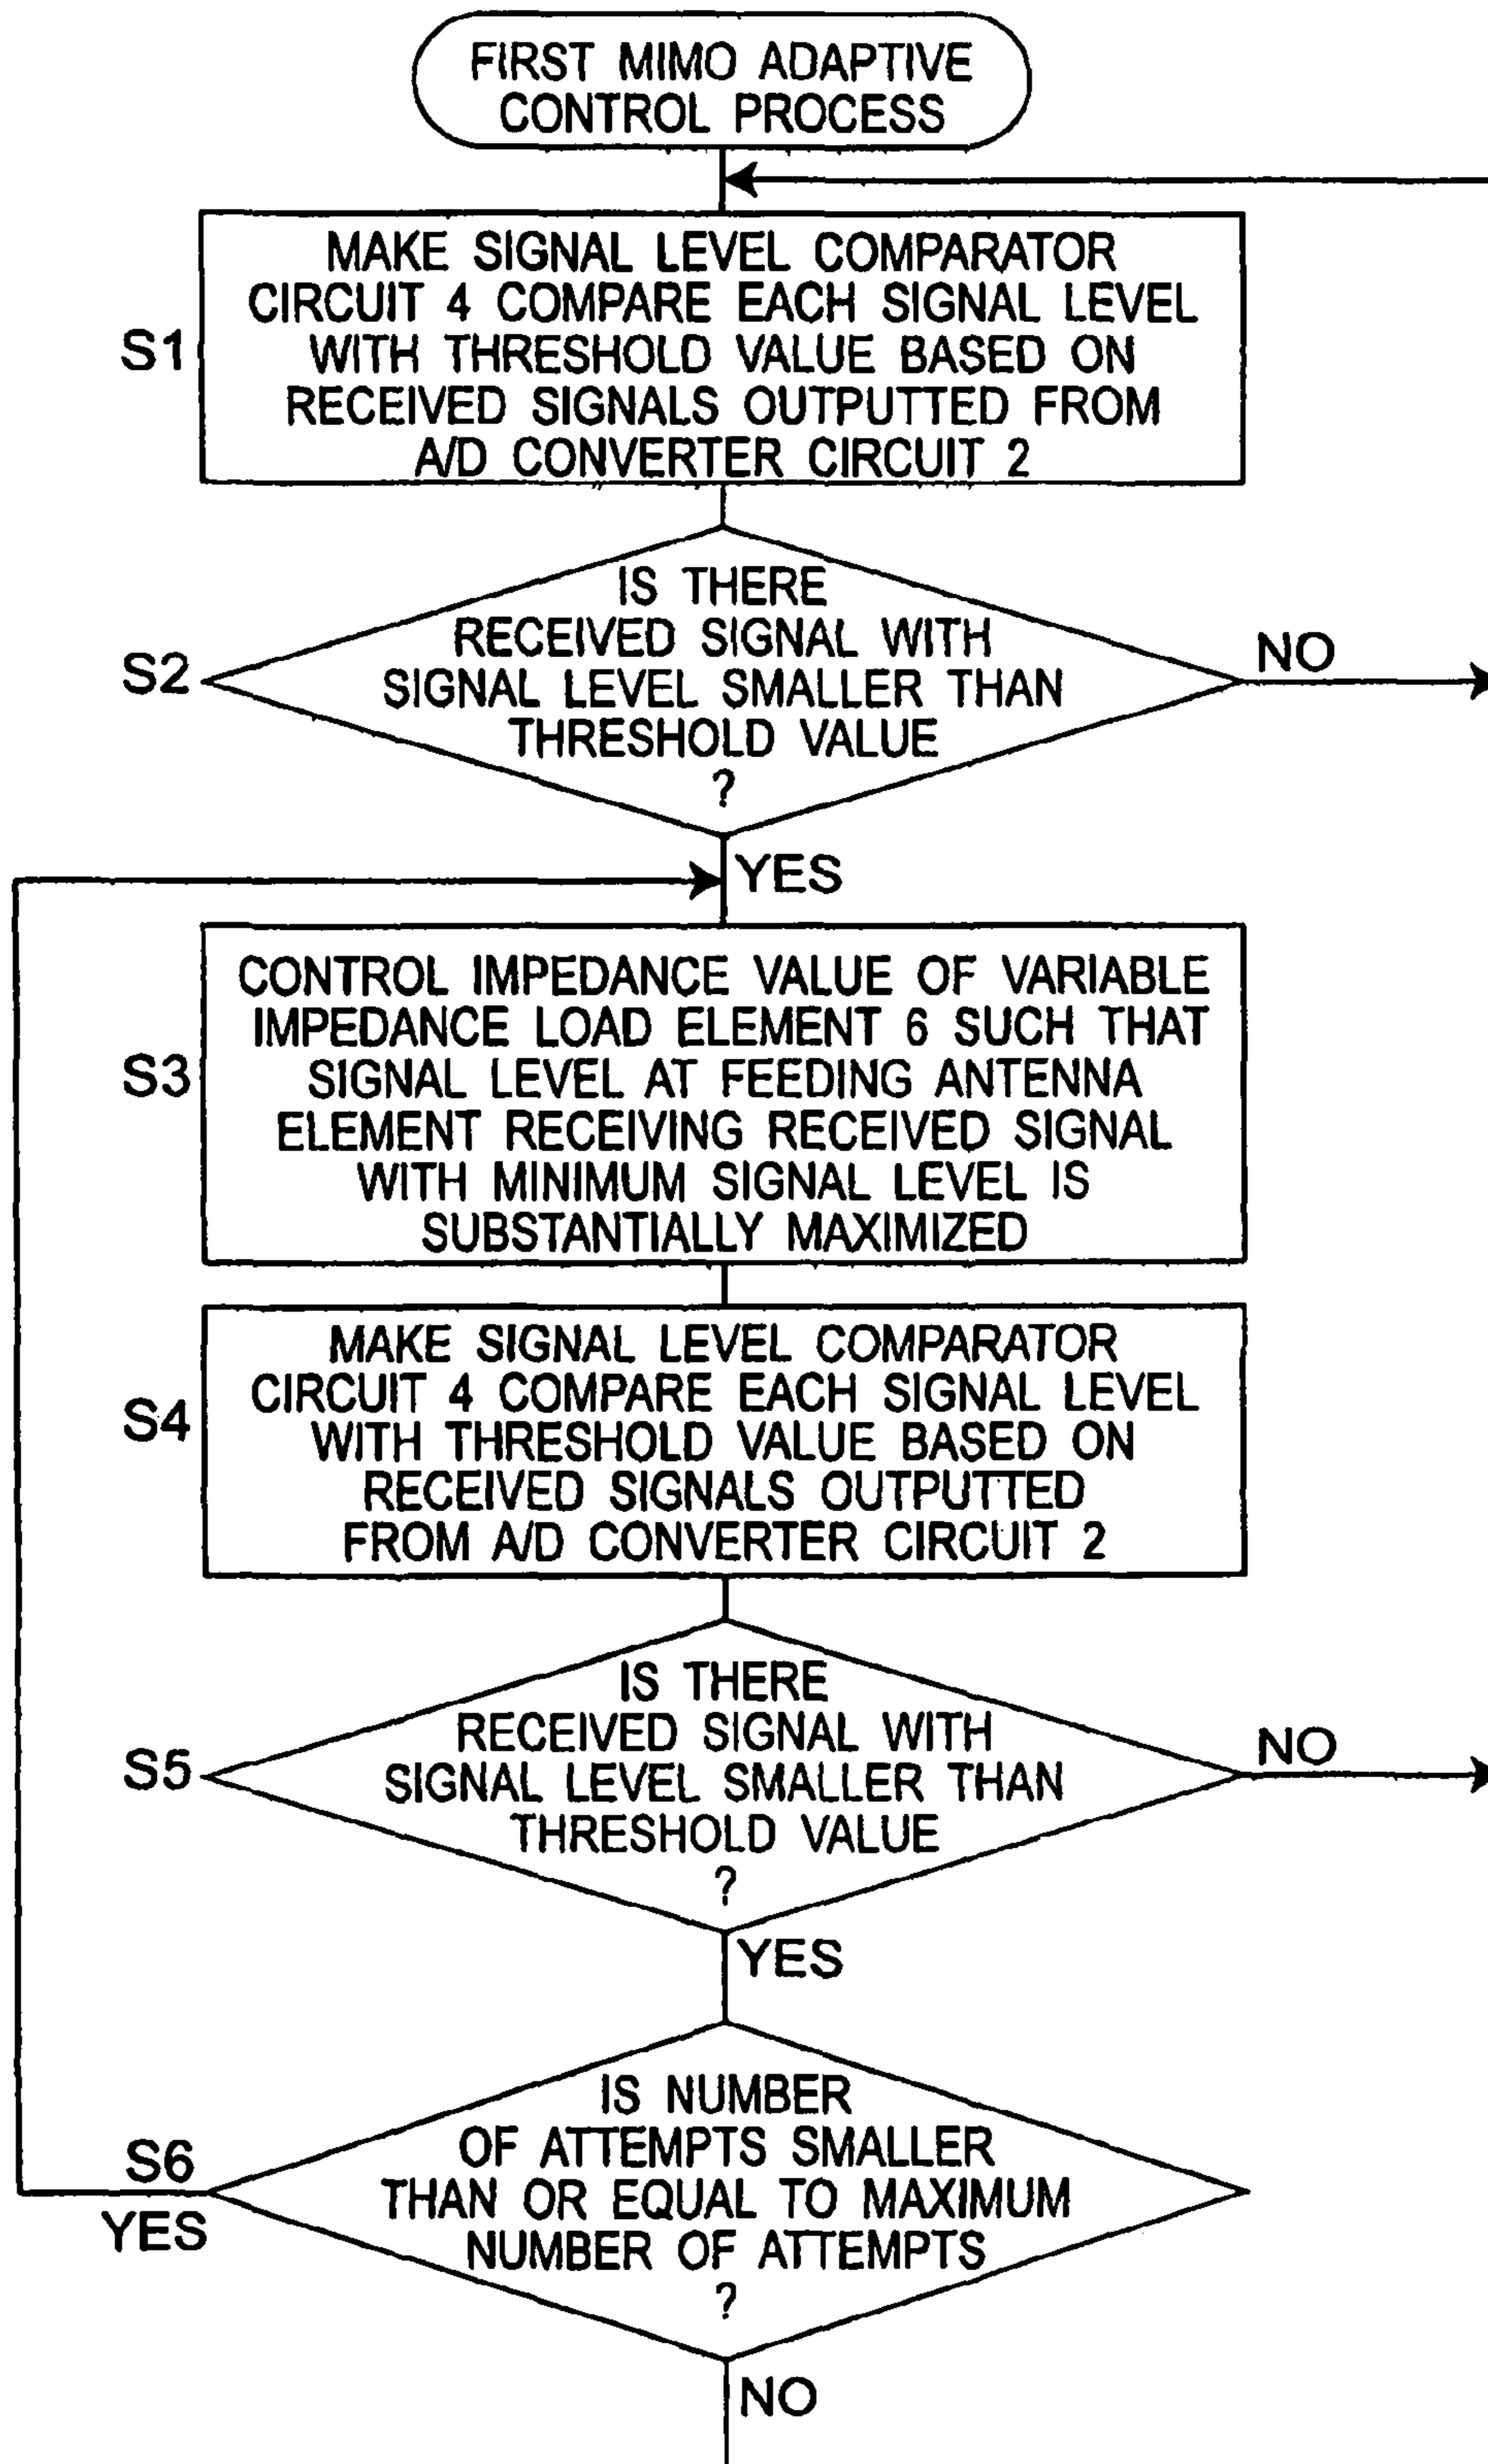 FIRST MIMO ADAPTIVE
CONTROL PROCESS
S1
MAKE SIGNAL LEVEL COMPARATOR
CIRCUIT 4 COMPARE EACH SIGNAL LEVEL
WITH THRESHOLD VALUE BASED ON
RECEIVED SIGNALS OUTPUTTED FROM
A/D CONVERTER CIRCUIT 2
S2
IS THERE
RECEIVED SIGNAL WITH
SIGNAL LEVEL SMALLER THAN
THRESHOLD VALUE
?
NO
YES
S3
CONTROL IMPEDANCE VALUE OF VARIABLE
IMPEDANCE LOAD ELEMENT 6 SUCH THAT
SIGNAL LEVEL AT FEEDING ANTENNA
ELEMENT RECEIVING RECEIVED SIGNAL
WITH MINIMUM SIGNAL LEVEL IS
SUBSTANTIALLY MAXIMIZED
S4
MAKE SIGNAL LEVEL COMPARATOR
CIRCUIT 4 COMPARE EACH SIGNAL LEVEL
WITH THRESHOLD VALUE BASED ON
RECEIVED SIGNALS OUTPUTTED
FROM A/D CONVERTER CIRCUIT 2
S5
IS THERE
RECEIVED SIGNAL WITH
SIGNAL LEVEL SMALLER THAN
THRESHOLD VALUE
?
NO
YES
S6
YES
IS NUMBER
OF ATTEMPTS SMALLER
THAN OR EQUAL TO MAXIMUM
NUMBER OF ATTEMPTS
?
NO